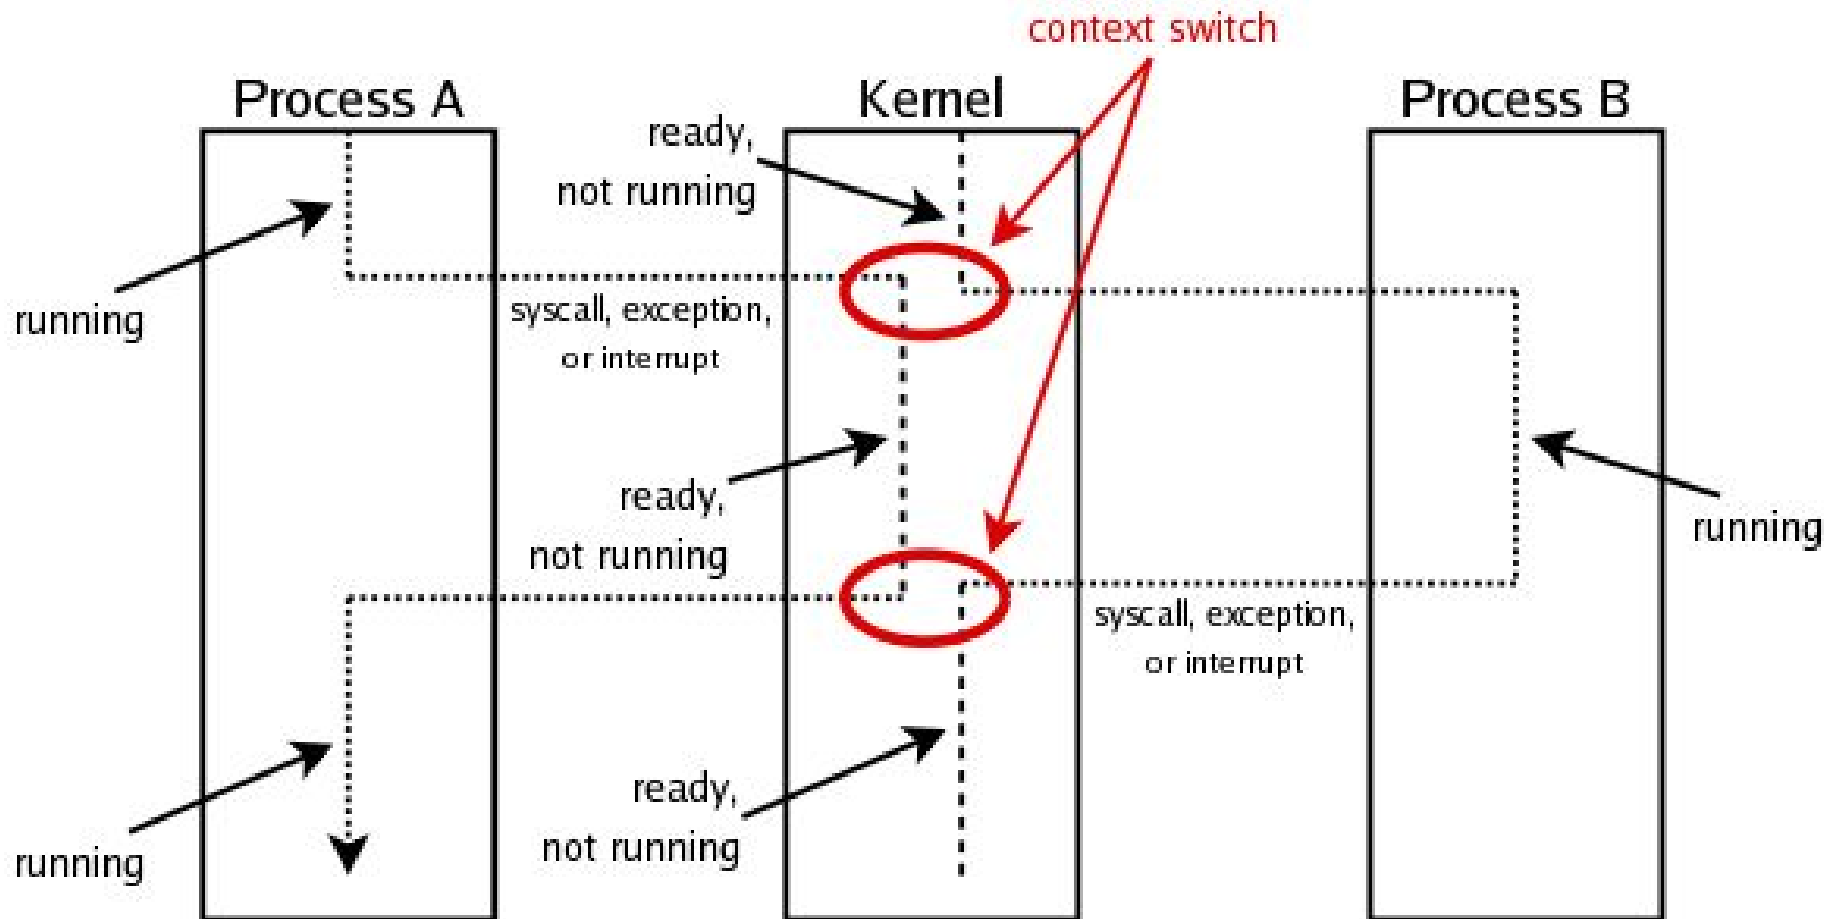 context switch
Process A
Kernel
Process B
ready,
not running
running
syscall, exception,
or interrupt
ready,
not running
running
syscall, exception,
or interrupt
ready,
not running
running